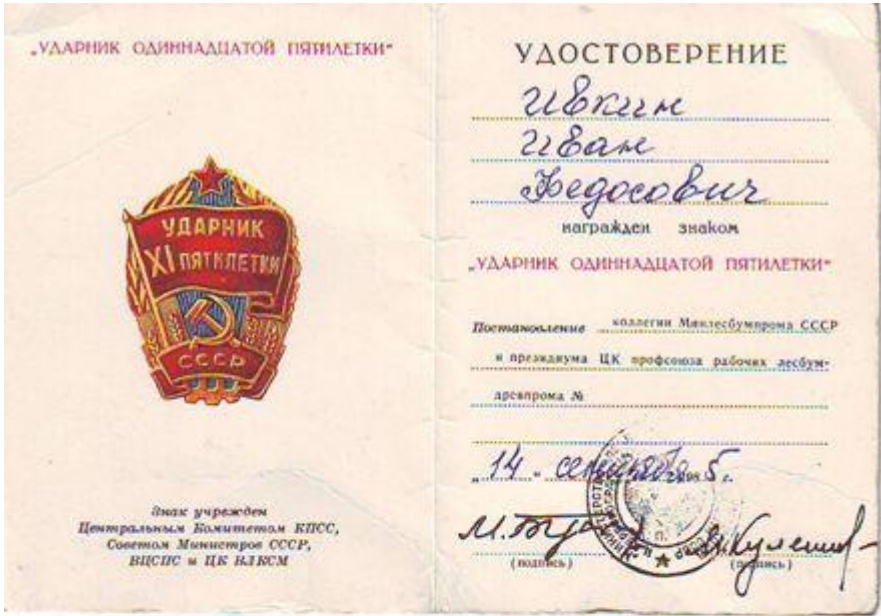 „УДАРНИК ОДИННАДЦАТОЙ ПЯТИЛЕТКИ“
УДАРНИК
XI ПЯТИЛЕТКИ
СССР
Знак учрежден
Центральным Комитетом КПСС,
Советом Министров СССР,
ВЦСПС и ЦК ВЛКСМ
УДОСТОВЕРЕНИЕ
Ивкин
Иван
Федосович
награжден знаком
„УДАРНИК ОДИННАДЦАТОЙ ПЯТИЛЕТКИ“
Постановление коллегии Минлесбумпрома СССР
и президиума ЦК профсоюза рабочих лесбум-
древпрома №
„14“ сентября 1985 г.
(подпись) (подпись)